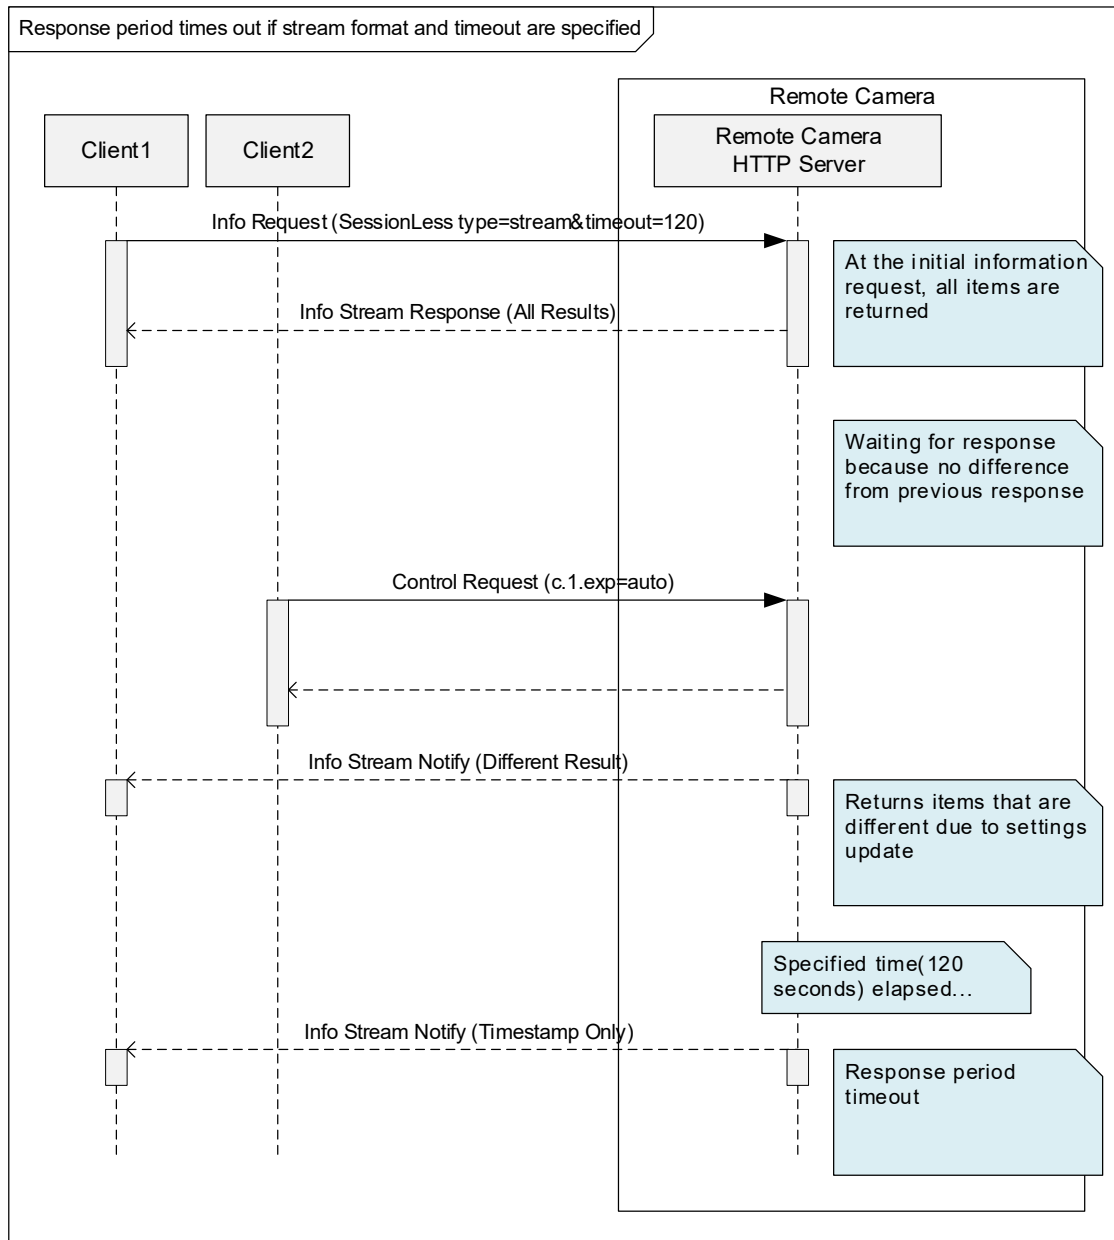 Response period times out if stream format and timeout are specified
Remote Camera
Client1
Client2
Remote Camera
HTTP Server
Info Request (SessionLess type=stream&timeout=120)
At the initial information
request, all items are
returned
Info Stream Response (All Results)
Waiting for response
because no difference
from previous response
Control Request (c.1.exp=auto)
Info Stream Notify (Different Result)
Returns items that are
different due to settings
update
Specified time(120
seconds) elapsed...
Info Stream Notify (Timestamp Only)
Response period
timeout